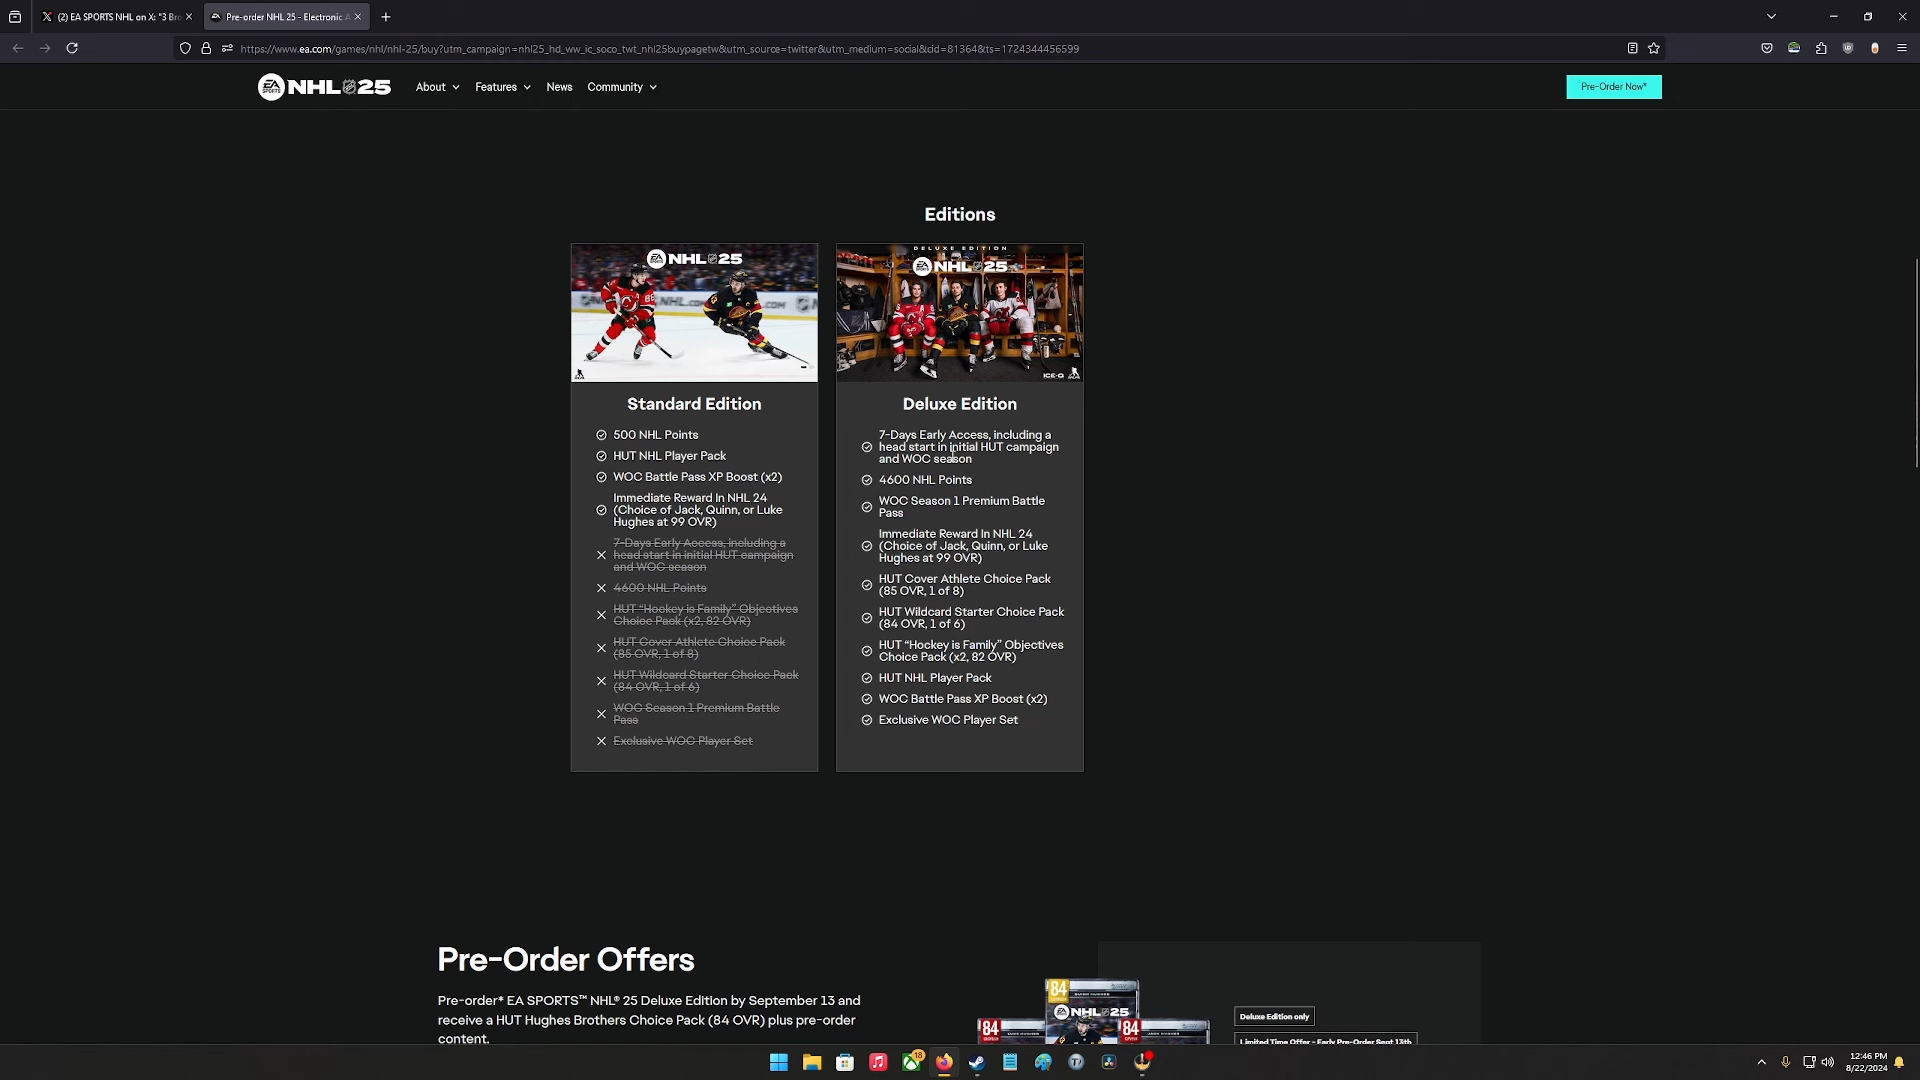 (2) EA SPORTS NHL on X: "3 Bro
Pre-order NHL 25 - Electronic A
https://www.ea.com/games/nhl/nhl-25/buy?utm_campaign=nhl25_hd_ww_ic_soco_twt_nhl25buypagetw&utm_source=twitter&utm_medium=social&cid=81364&ts=1724344456599
EA SPORTS NHL 25
About
Features
News
Community
Pre-Order Now*
Editions
NHL 25
Standard Edition
500 NHL Points
HUT NHL Player Pack
WOC Battle Pass XP Boost (x2)
Immediate Reward In NHL 24
(Choice of Jack, Quinn, or Luke
Hughes at 99 OVR)
7-Days Early Access, including a
head start in initial HUT campaign
and WOC season
4600 NHL Points
HUT “Hockey is Family” Objectives
Choice Pack (x2, 82 OVR)
HUT Cover Athlete Choice Pack
(85 OVR, 1 of 8)
HUT Wildcard Starter Choice Pack
(84 OVR, 1 of 6)
WOC Season 1 Premium Battle
Pass
Exclusive WOC Player Set
DELUXE EDITION
NHL 25
ICE-Q
Deluxe Edition
7-Days Early Access, including a
head start in initial HUT campaign
and WOC season
4600 NHL Points
WOC Season 1 Premium Battle
Pass
Immediate Reward In NHL 24
(Choice of Jack, Quinn, or Luke
Hughes at 99 OVR)
HUT Cover Athlete Choice Pack
(85 OVR, 1 of 8)
HUT Wildcard Starter Choice Pack
(84 OVR, 1 of 6)
HUT “Hockey is Family” Objectives
Choice Pack (x2, 82 OVR)
HUT NHL Player Pack
WOC Battle Pass XP Boost (x2)
Exclusive WOC Player Set
Pre-Order Offers
Pre-order* EA SPORTS™ NHL® 25 Deluxe Edition by September 13 and
receive a HUT Hughes Brothers Choice Pack (84 OVR) plus pre-order
content.
84
NHL 25
84
84
Deluxe Edition only
Limited Time Offer - Early Pre-Order Sept 13th
18
12:46 PM
8/22/2024